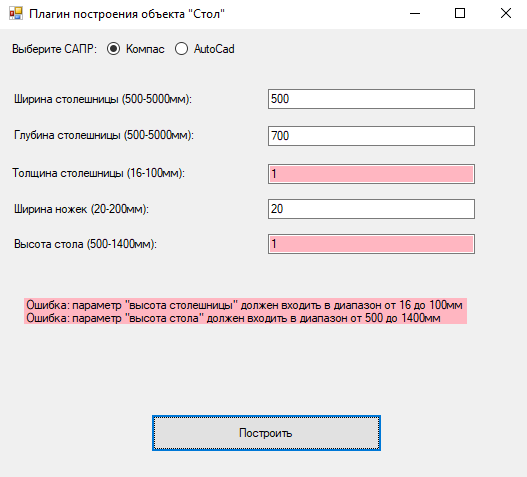 Плагин построения объекта "Стол"
Выберите САПР: Компас AutoCad
Ширина столешницы (500-5000мм): 500
Глубина столешницы (500-5000мм): 700
Толщина столешницы (16-100мм): 1
Ширина ножек (20-200мм): 20
Высота стола (500-1400мм): 1
Ошибка: параметр "высота столешницы" должен входить в диапазон от 16 до 100мм
Ошибка: параметр "высота стола" должен входить в диапазон от 500 до 1400мм
Построить